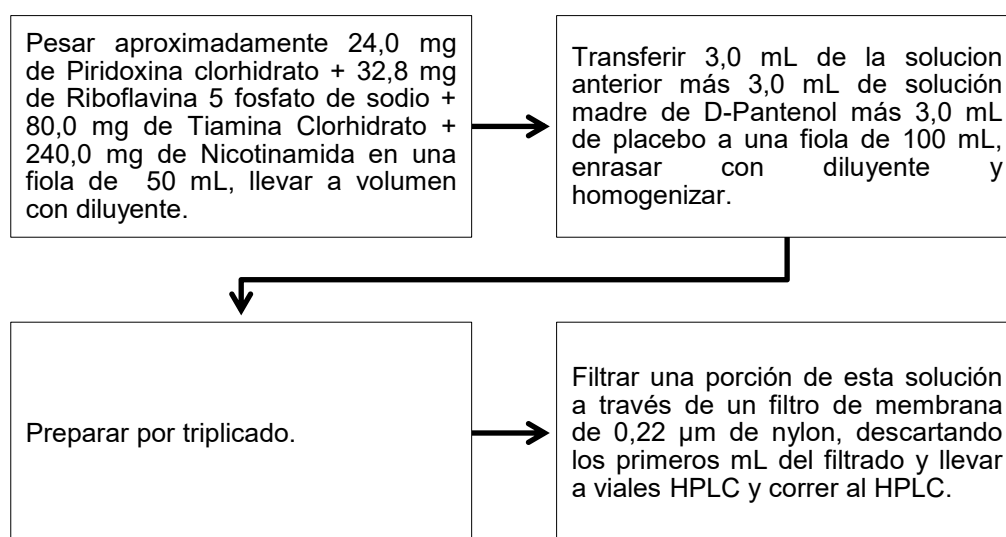 Pesar aproximadamente 24,0 mg
de Piridoxina clorhidrato + 32,8 mg
de Riboflavina 5 fosfato de sodio +
80,0 mg de Tiamina Clorhidrato +
240,0 mg de Nicotinamida en una
fiola de 50 mL, llevar a volumen
con diluyente.
Transferir 3,0 mL de la solucion
anterior más 3,0 mL de solución
madre de D-Pantenol más 3,0 mL
de placebo a una fiola de 100 mL,
enrasar con diluyente y
homogenizar.
Preparar por triplicado.
Filtrar una porción de esta solución
a través de un filtro de membrana
de 0,22 µm de nylon, descartando
los primeros mL del filtrado y llevar
a viales HPLC y correr al HPLC.